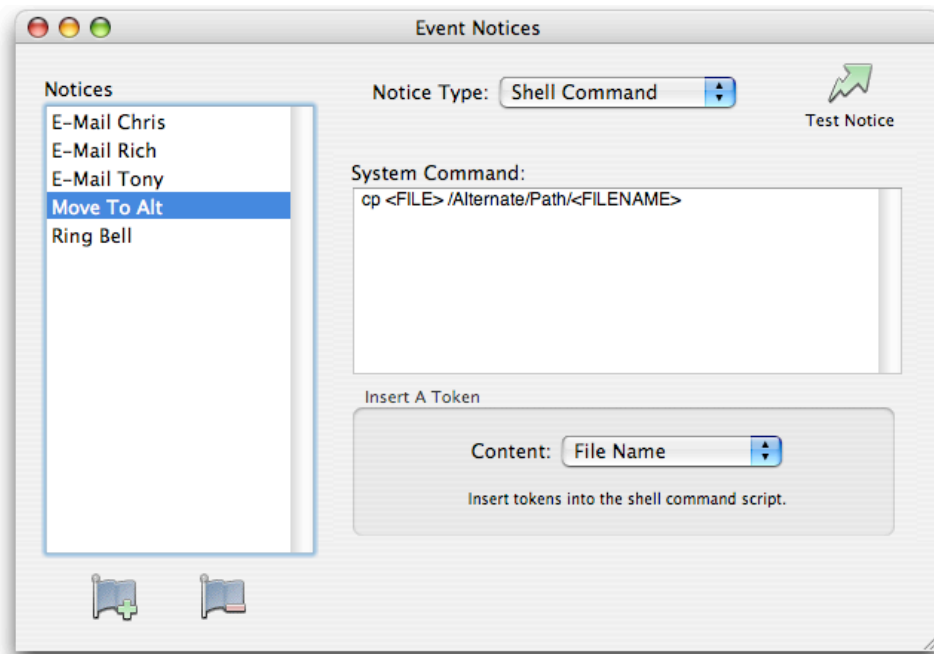 Event Notices
Notices
E-Mail Chris
E-Mail Rich
E-Mail Tony
Move To Alt
Ring Bell
Notice Type: Shell Command
Test Notice
System Command:
cp <FILE> /Alternate/Path/<FILENAME>
Insert A Token
Content: File Name
Insert tokens into the shell command script.